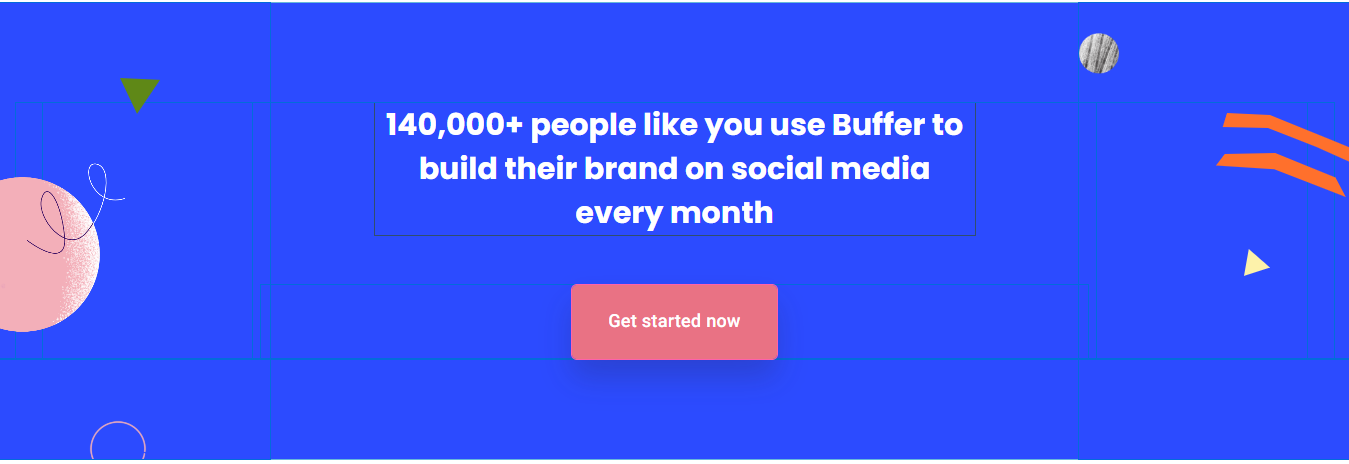 140,000+ people like you use Buffer to
build their brand on social media
every month
Get started now